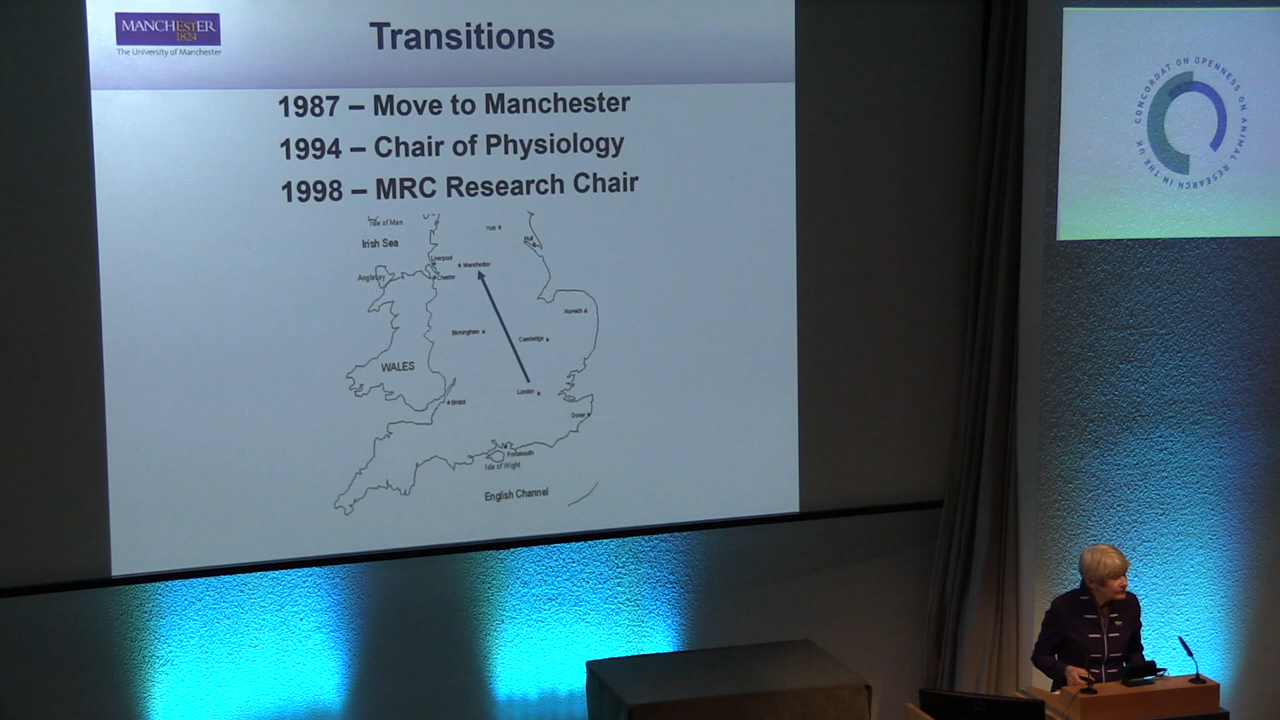 MANCHESTER
1824
The University of Manchester
Transitions
1987 – Move to Manchester
1994 – Chair of Physiology
1998 – MRC Research Chair
Isle of Man
Irish Sea
York
Hull
Liverpool
Manchester
Anglesey
Chester
Norwich
Birmingham
Cambridge
WALES
London
Bristol
Dover
Portsmouth
Isle of Wight
English Channel
CONCORDAT ON OPENNESS ON ANIMAL RESEARCH IN THE UK